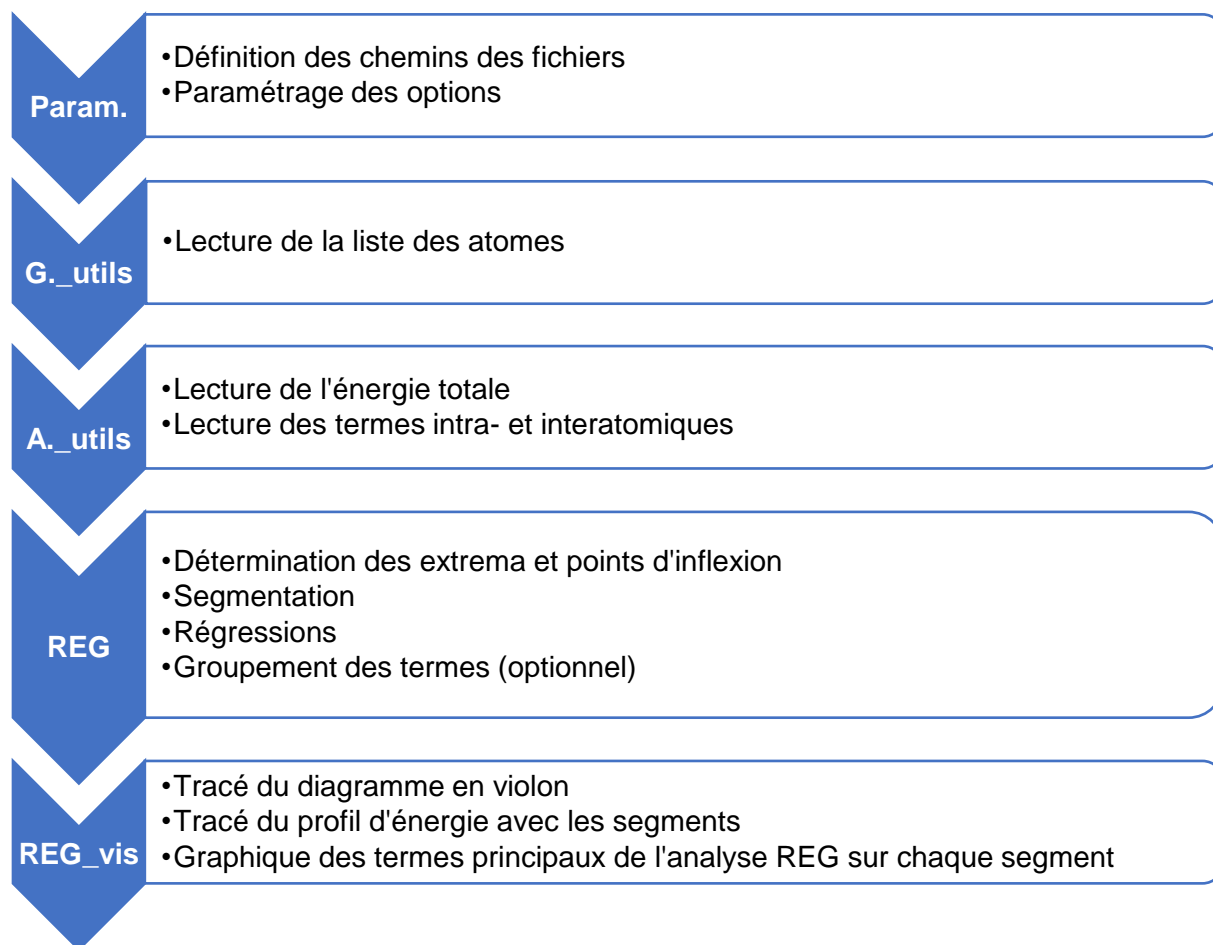 Param.
•Définition des chemins des fichiers
•Paramétrage des options
G._utils
•Lecture de la liste des atomes
A._utils
•Lecture de l'énergie totale
•Lecture des termes intra- et interatomiques
REG
•Détermination des extrema et points d'inflexion
•Segmentation
•Régressions
•Groupement des termes (optionnel)
REG_vis
•Tracé du diagramme en violon
•Tracé du profil d'énergie avec les segments
•Graphique des termes principaux de l'analyse REG sur chaque segment